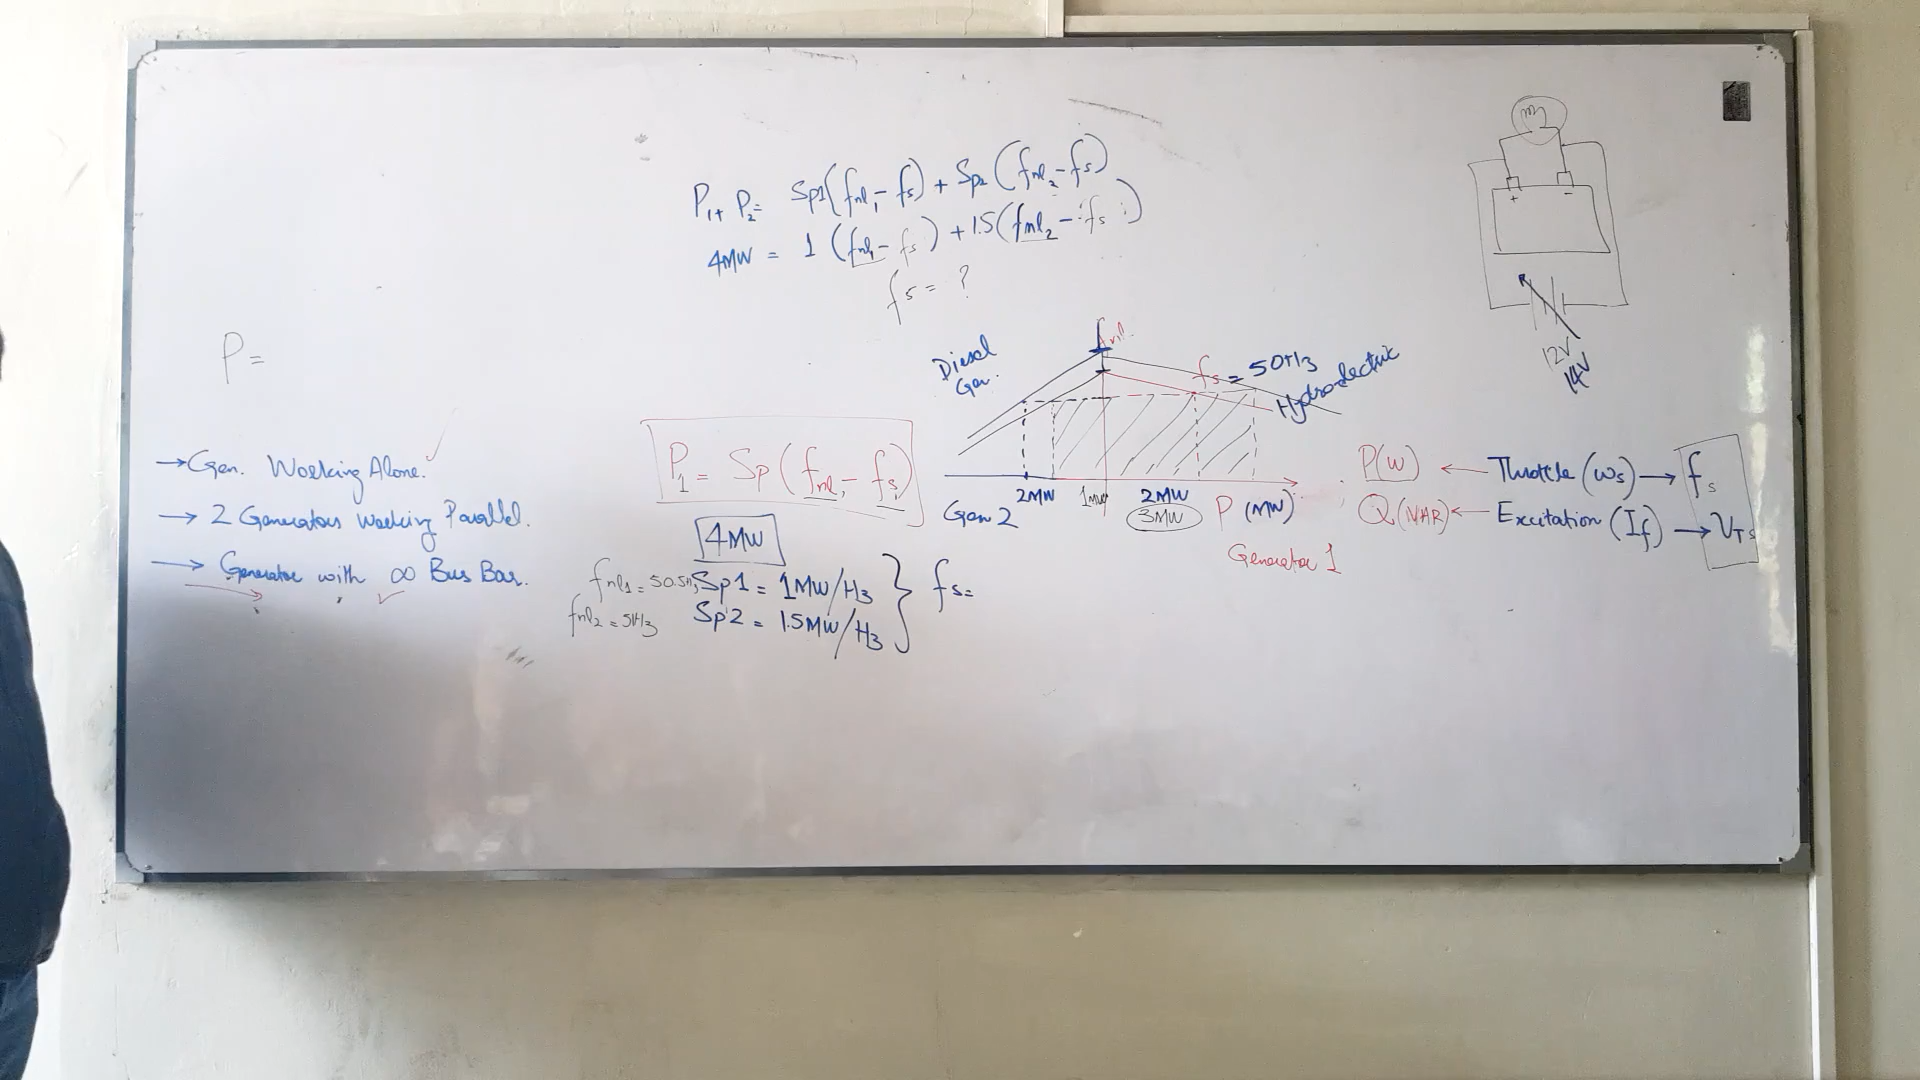 P₁+ P₂= Sp1(fnl₁- fs) + Sp₂ (fnl₂-fs)
4MW = 1 (fnl₁- fs) + 1.5(fnl₂- fs)
fs = ?
P =
12V
14V
Diesel
Gen.
fnl.
fs = 50Hz
Hydroelectric
→ Gen. Working Alone.
→ 2 Generators Working Parallel.
→ Generator with ∞ Bus Bar.
P₁ = Sp (fnl₁- fs)
4MW
fnl₁ = 50.5Hz Sp1 = 1MW/Hz
fnl₂ = 51Hz Sp2 = 1.5MW/Hz
} fs =
Gen 2 2MW 1MW 2MW P (MW)
3MW
Generator 1
P(W) ← Throttle (ωs) → fs
Q(VAR) ← Excitation (If) → VTs
+ -